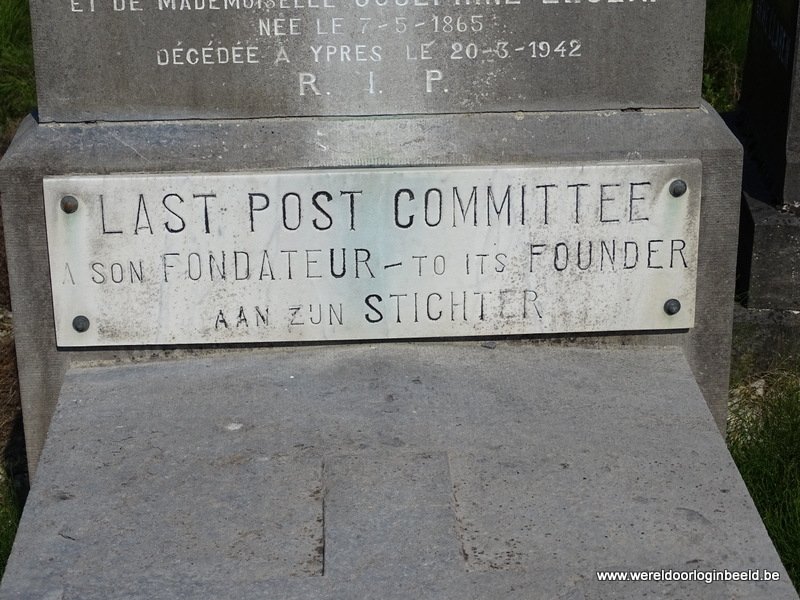 ET DE MADEMOISELLE JOSEPHINE
NÉE LE 7-5-1865
DÉCÉDÉE A YPRES LE 20-3-1942
R. I. P.
LAST POST COMMITTEE
A SON FONDATEUR - TO ITS FOUNDER
AAN ZIJN STICHTER
www.wereldoorloginbeeld.be